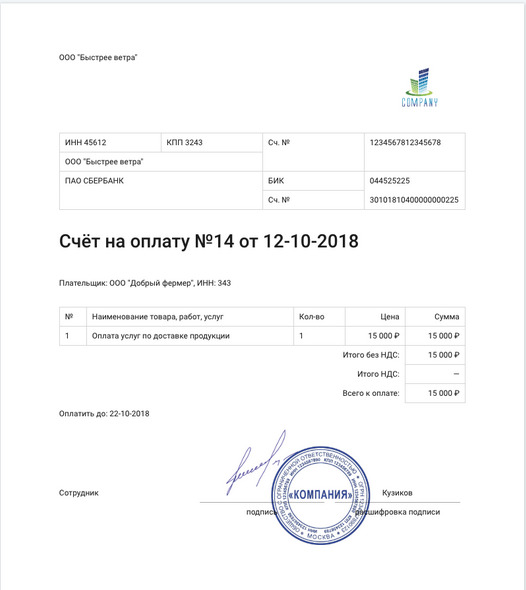 ООО "Быстрее ветра"
COMPANY
ИНН 45612 КПП 3243 Сч. № 1234567812345678
ООО "Быстрее ветра"
ПАО СБЕРБАНК БИК 044525225
Сч. № 30101810400000000225
Счёт на оплату №14 от 12-10-2018
Плательщик: ООО "Добрый фермер", ИНН: 343
№ Наименование товара, работ, услуг Кол-во Цена Сумма
1 Оплата услуг по доставке продукции 1 15 000 ₽ 15 000 ₽
Итого без НДС: 15 000 ₽
Итого НДС: —
Всего к оплате: 15 000 ₽
Оплатить до: 22-10-2018
ОБЩЕСТВО С ОГРАНИЧЕННОЙ ОТВЕТСТВЕННОСТЬЮ
Сотрудник «КОМПАНИЯ» Кузиков
подпись расшифровка подписи
МОСКВА